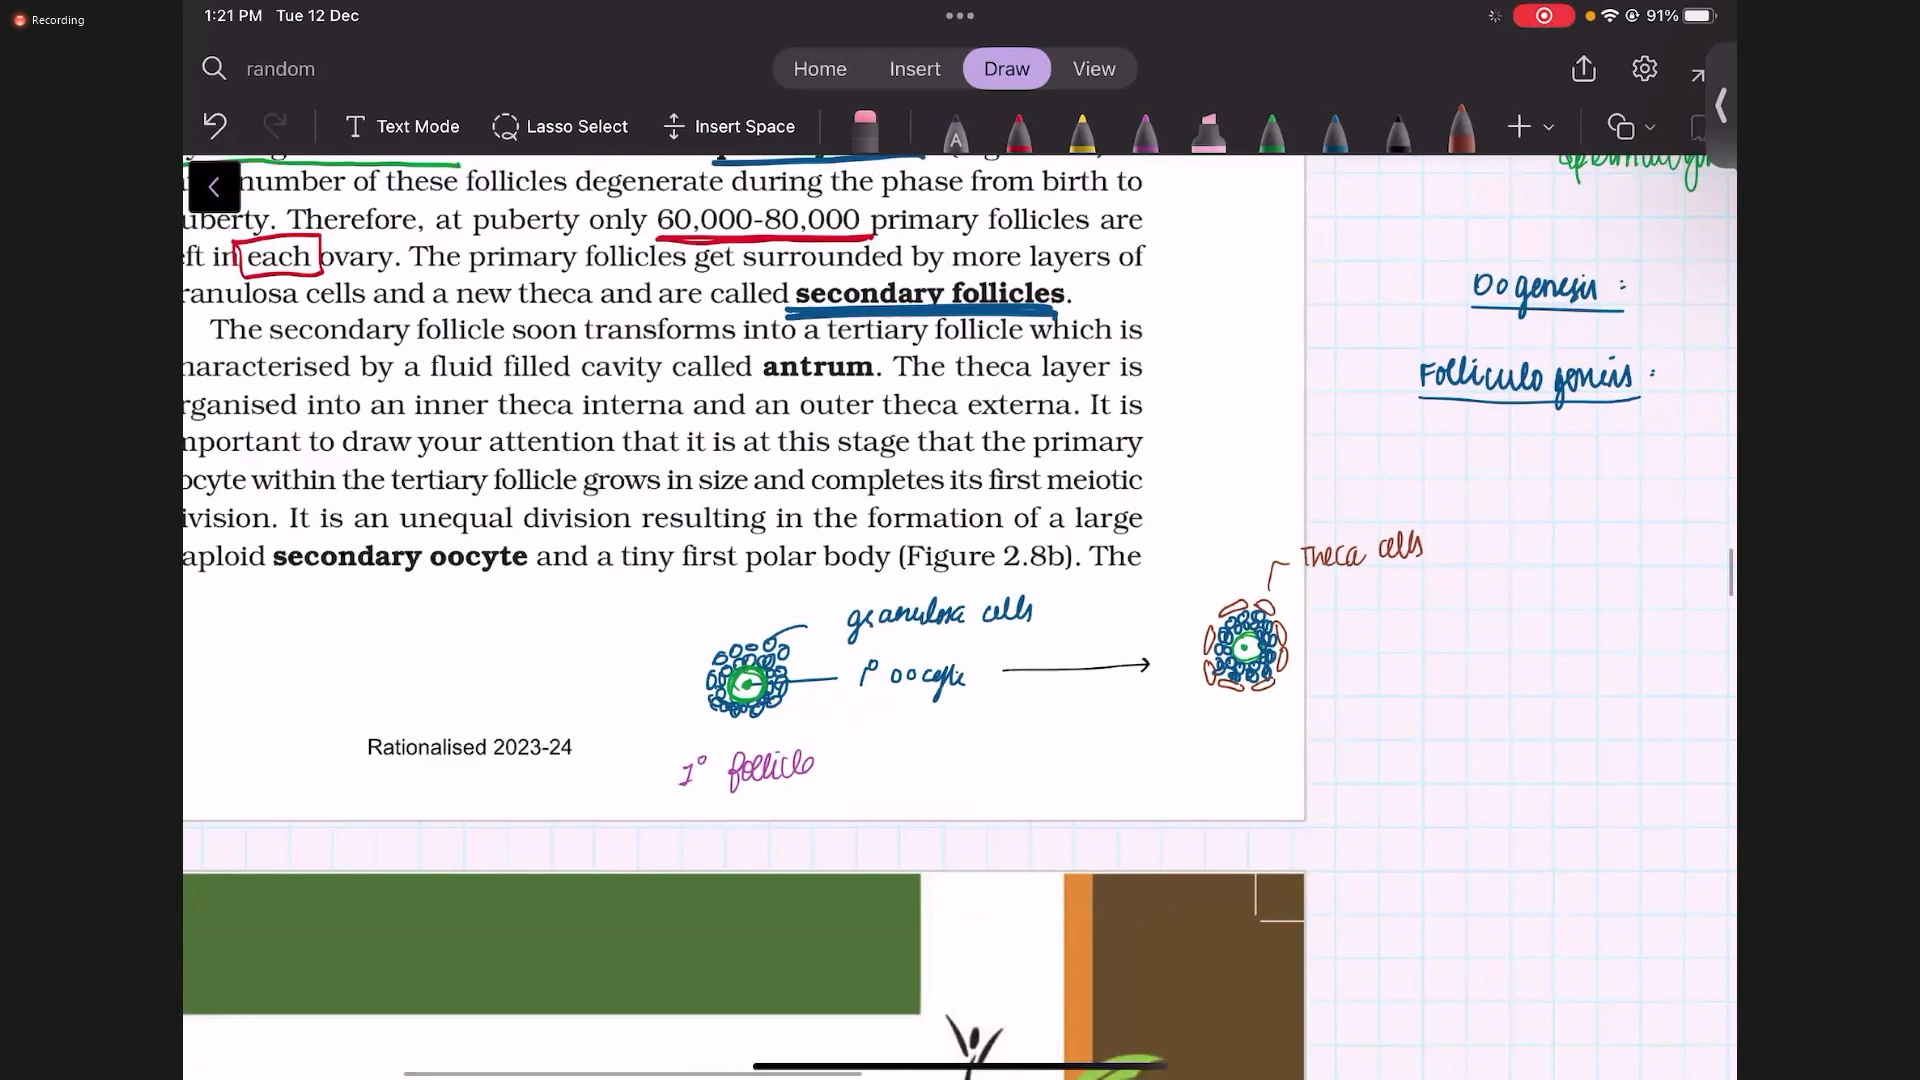 Recording
1:21 PM Tue 12 Dec
91%
random
Home Insert Draw View
Text Mode Lasso Select Insert Space
number of these follicles degenerate during the phase from birth to
uberty. Therefore, at puberty only 60,000-80,000 primary follicles are
eft in each ovary. The primary follicles get surrounded by more layers of
ranulosa cells and a new theca and are called secondary follicles.
The secondary follicle soon transforms into a tertiary follicle which is
haracterised by a fluid filled cavity called antrum. The theca layer is
rganised into an inner theca interna and an outer theca externa. It is
mportant to draw your attention that it is at this stage that the primary
ocyte within the tertiary follicle grows in size and completes its first meiotic
ivision. It is an unequal division resulting in the formation of a large
aploid secondary oocyte and a tiny first polar body (Figure 2.8b). The
Oogenesis :
Folliculogenesis :
Theca cells
granulosa cells
1° oocyte
1° follicle
Rationalised 2023-24